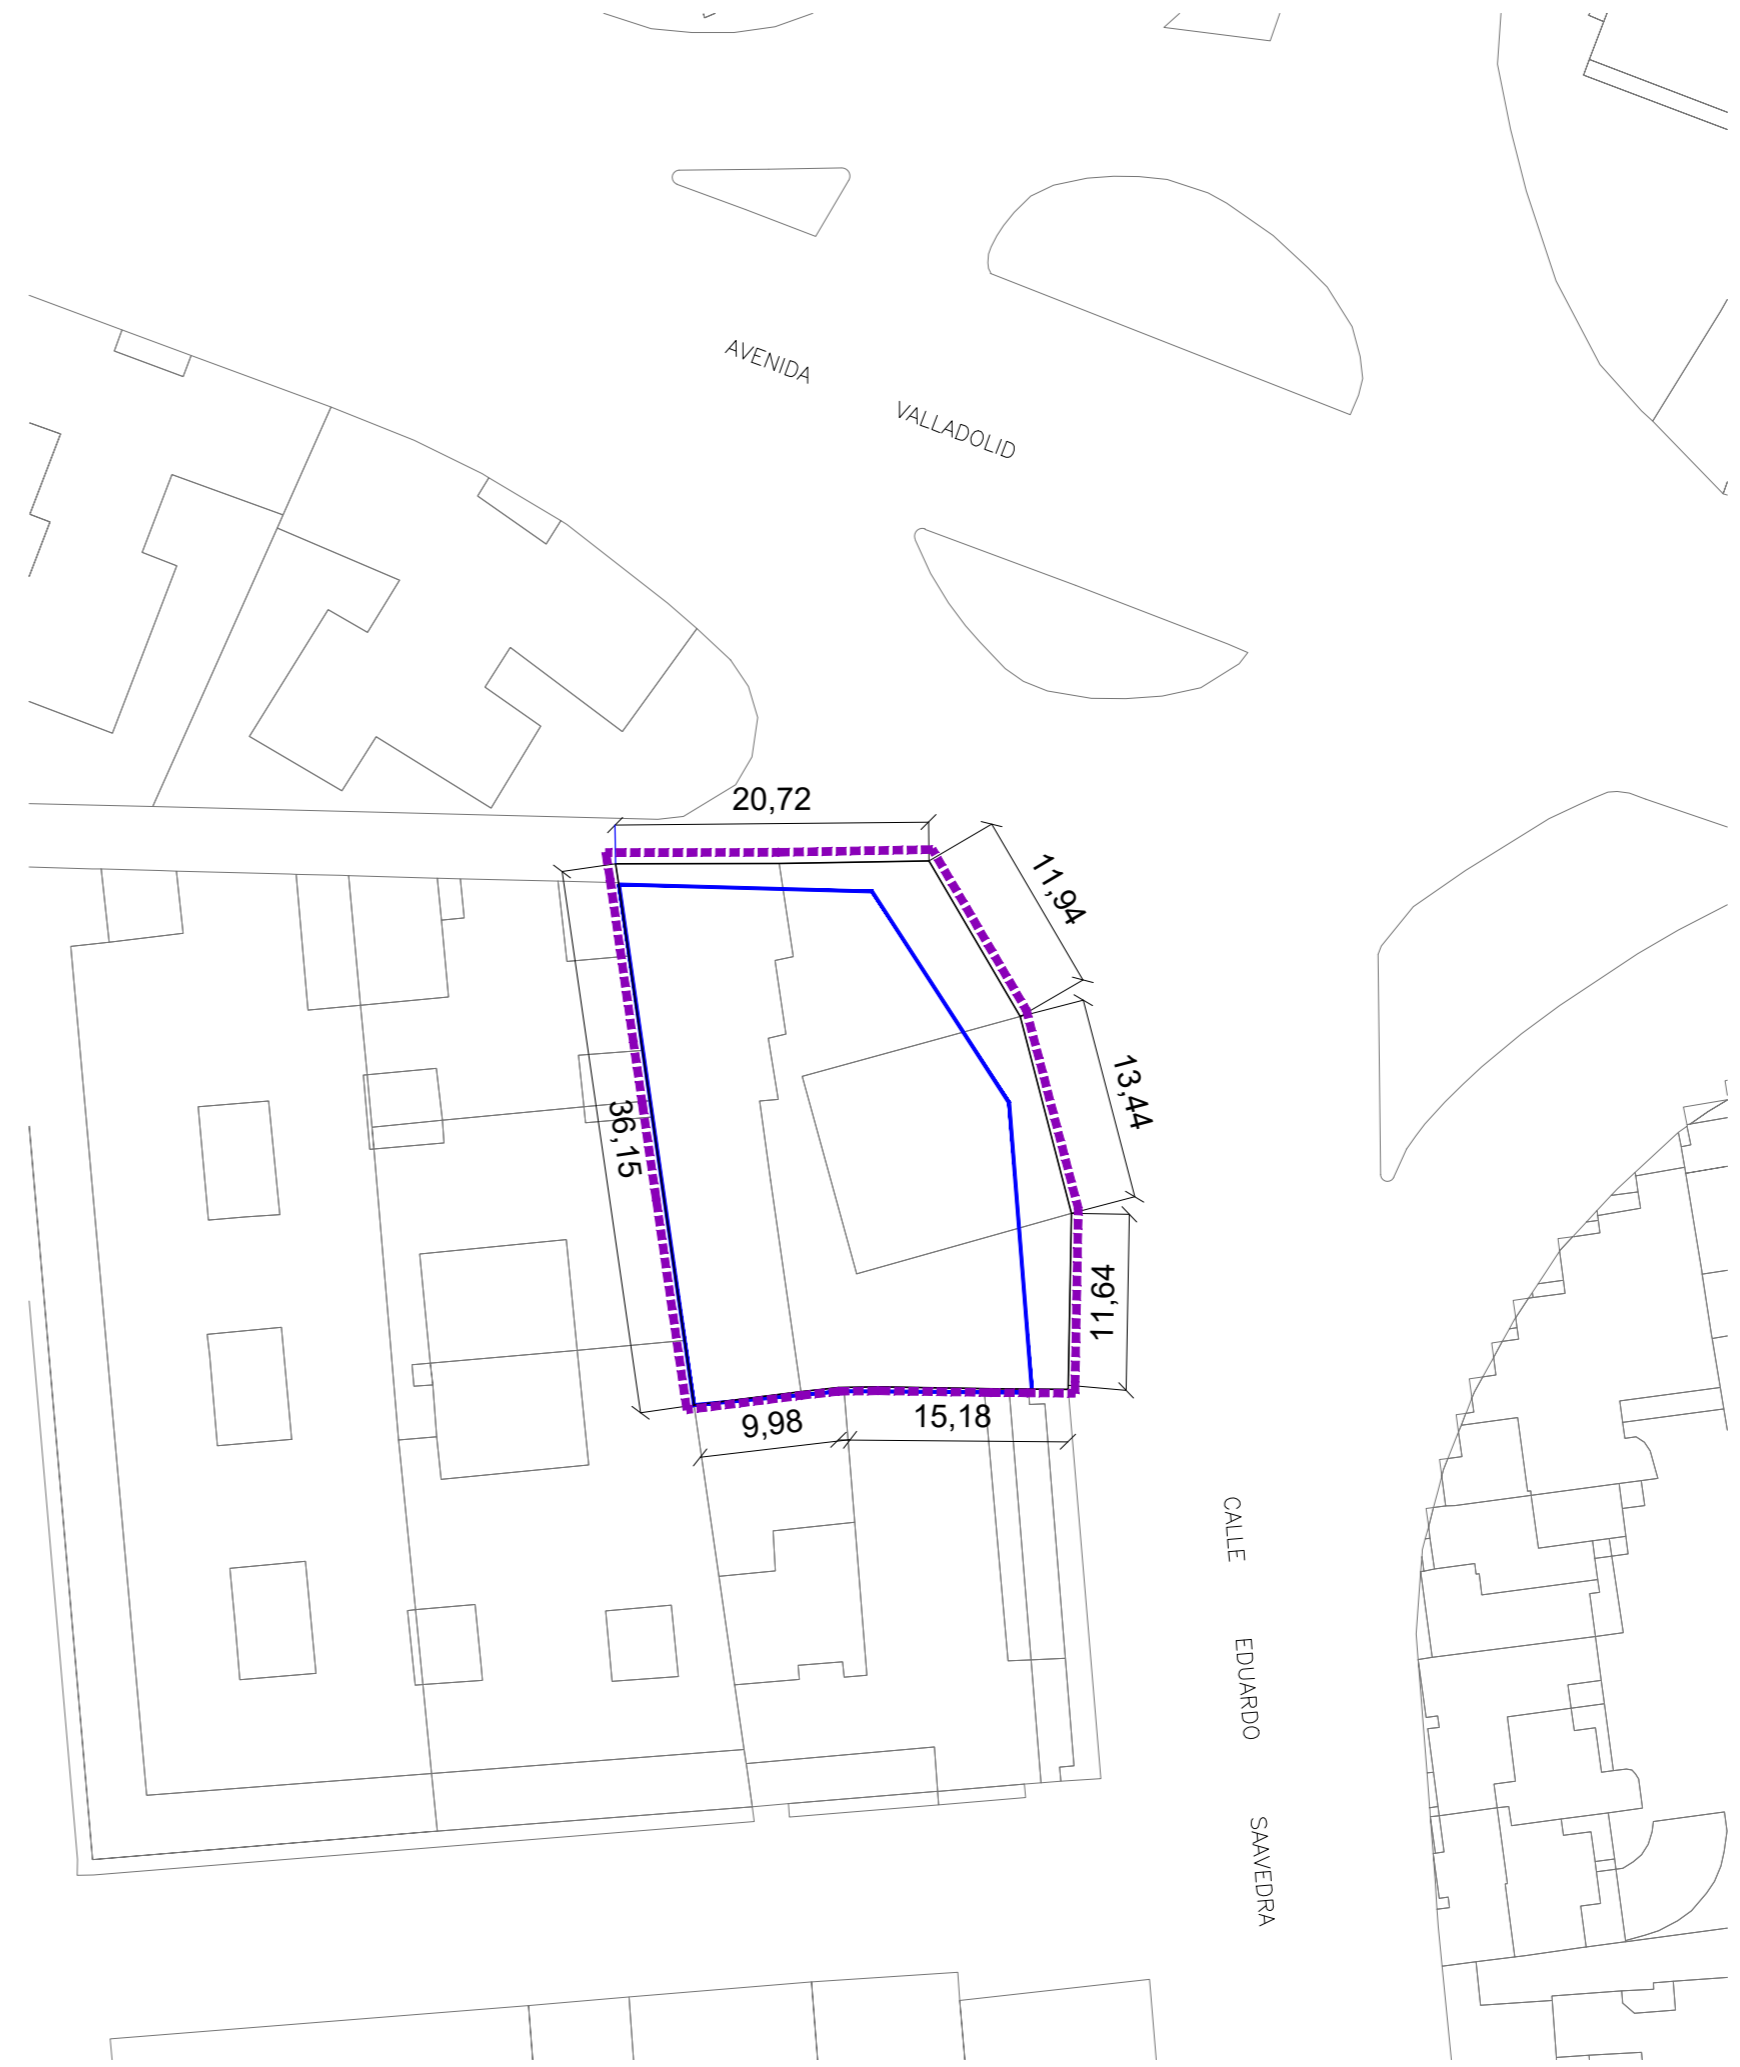 AVENIDA
VALLADOLID
20,72
11,94
13,44
36,15
11,64
9,98
15,18
CALLE
EDUARDO
SAAVEDRA